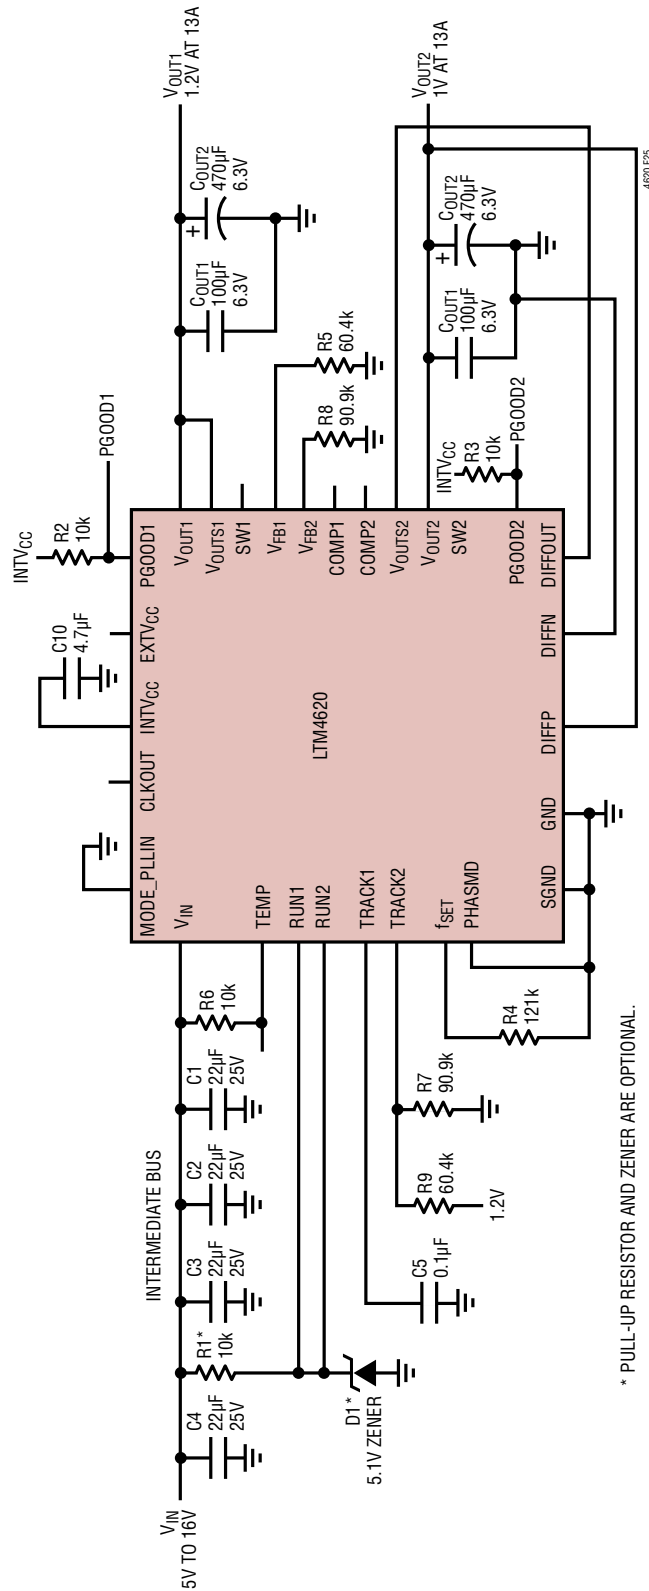 INTERMEDIATE BUS
VIN
5V TO 16V
C4
22µF
25V
R1*
10k
C3
22µF
25V
C2
22µF
25V
C1
22µF
25V
R6
10k
D1*
5.1V ZENER
C5
0.1µF
R9
60.4k
1.2V
R7
90.9k
R4
121k
MODE_PLLIN
CLKOUT
INTVCC
EXTVCC
PGOOD1
C10
4.7µF
INTVCC
R2
10k
PGOOD1
VIN
TEMP
RUN1
RUN2
TRACK1
TRACK2
fSET
PHASMD
LTM4620
VOUT1
VOUTS1
SW1
VFB1
VFB2
COMP1
COMP2
VOUTS2
VOUT2
SW2
PGOOD2
SGND
GND
DIFFP
DIFFN
DIFFOUT
COUT1
100µF
6.3V
+
COUT2
470µF
6.3V
VOUT1
1.2V AT 13A
R8
90.9k
R5
60.4k
INTVCC
R3
10k
PGOOD2
COUT1
100µF
6.3V
+
COUT2
470µF
6.3V
VOUT2
1V AT 13A
4620 F25
* PULL-UP RESISTOR AND ZENER ARE OPTIONAL.